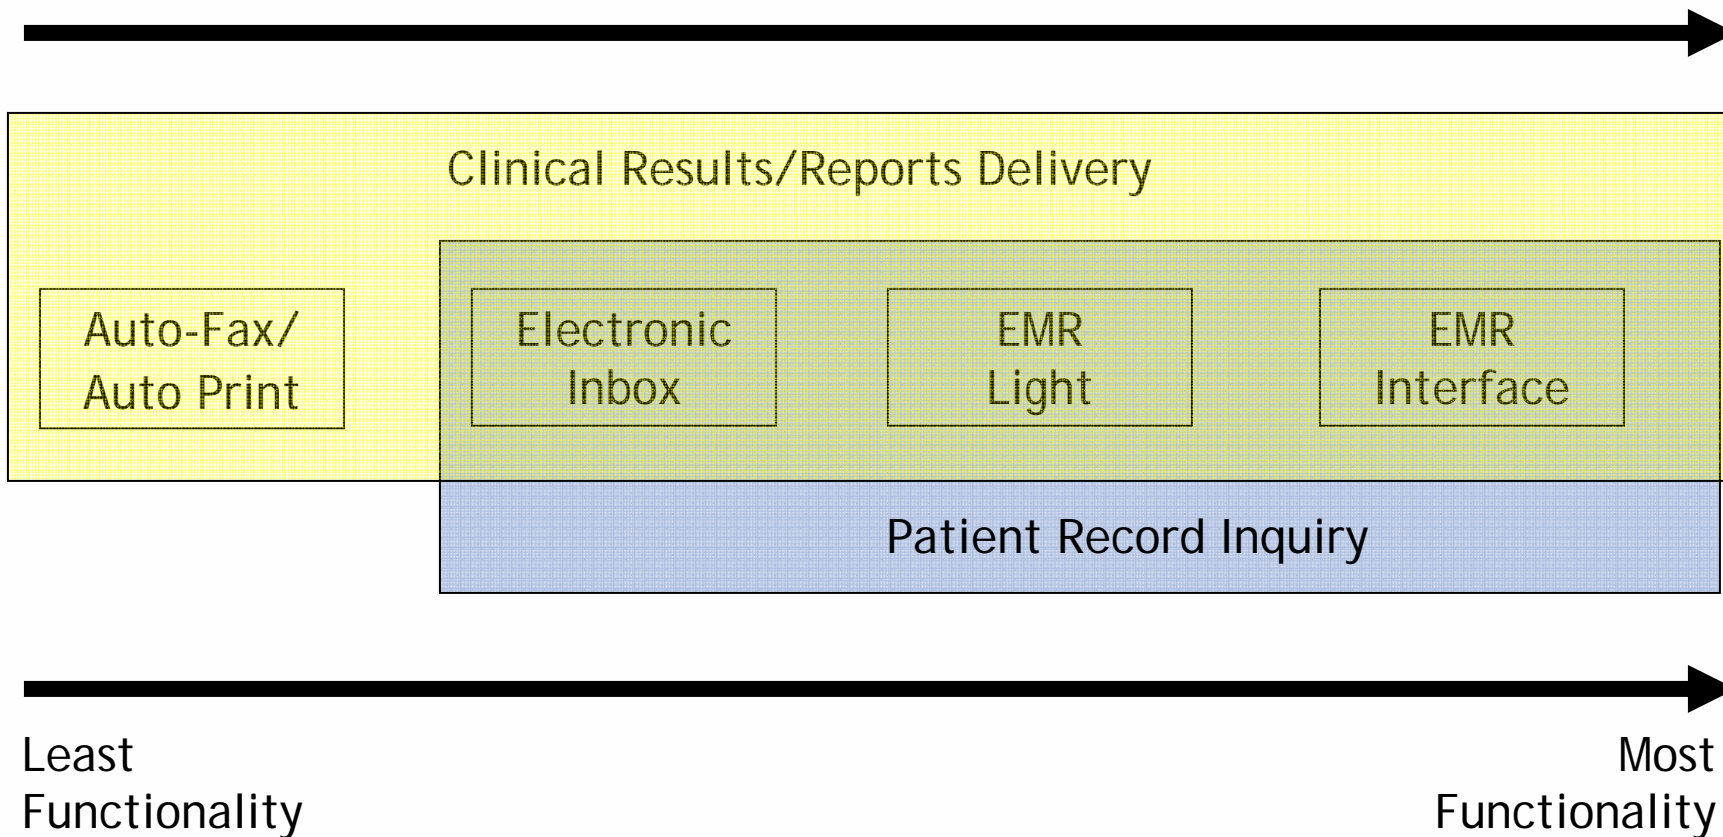 Clinical Results/Reports Delivery
Auto-Fax/
Auto Print
Electronic
Inbox
EMR
Light
EMR
Interface
Patient Record Inquiry
Least
Functionality
Most
Functionality